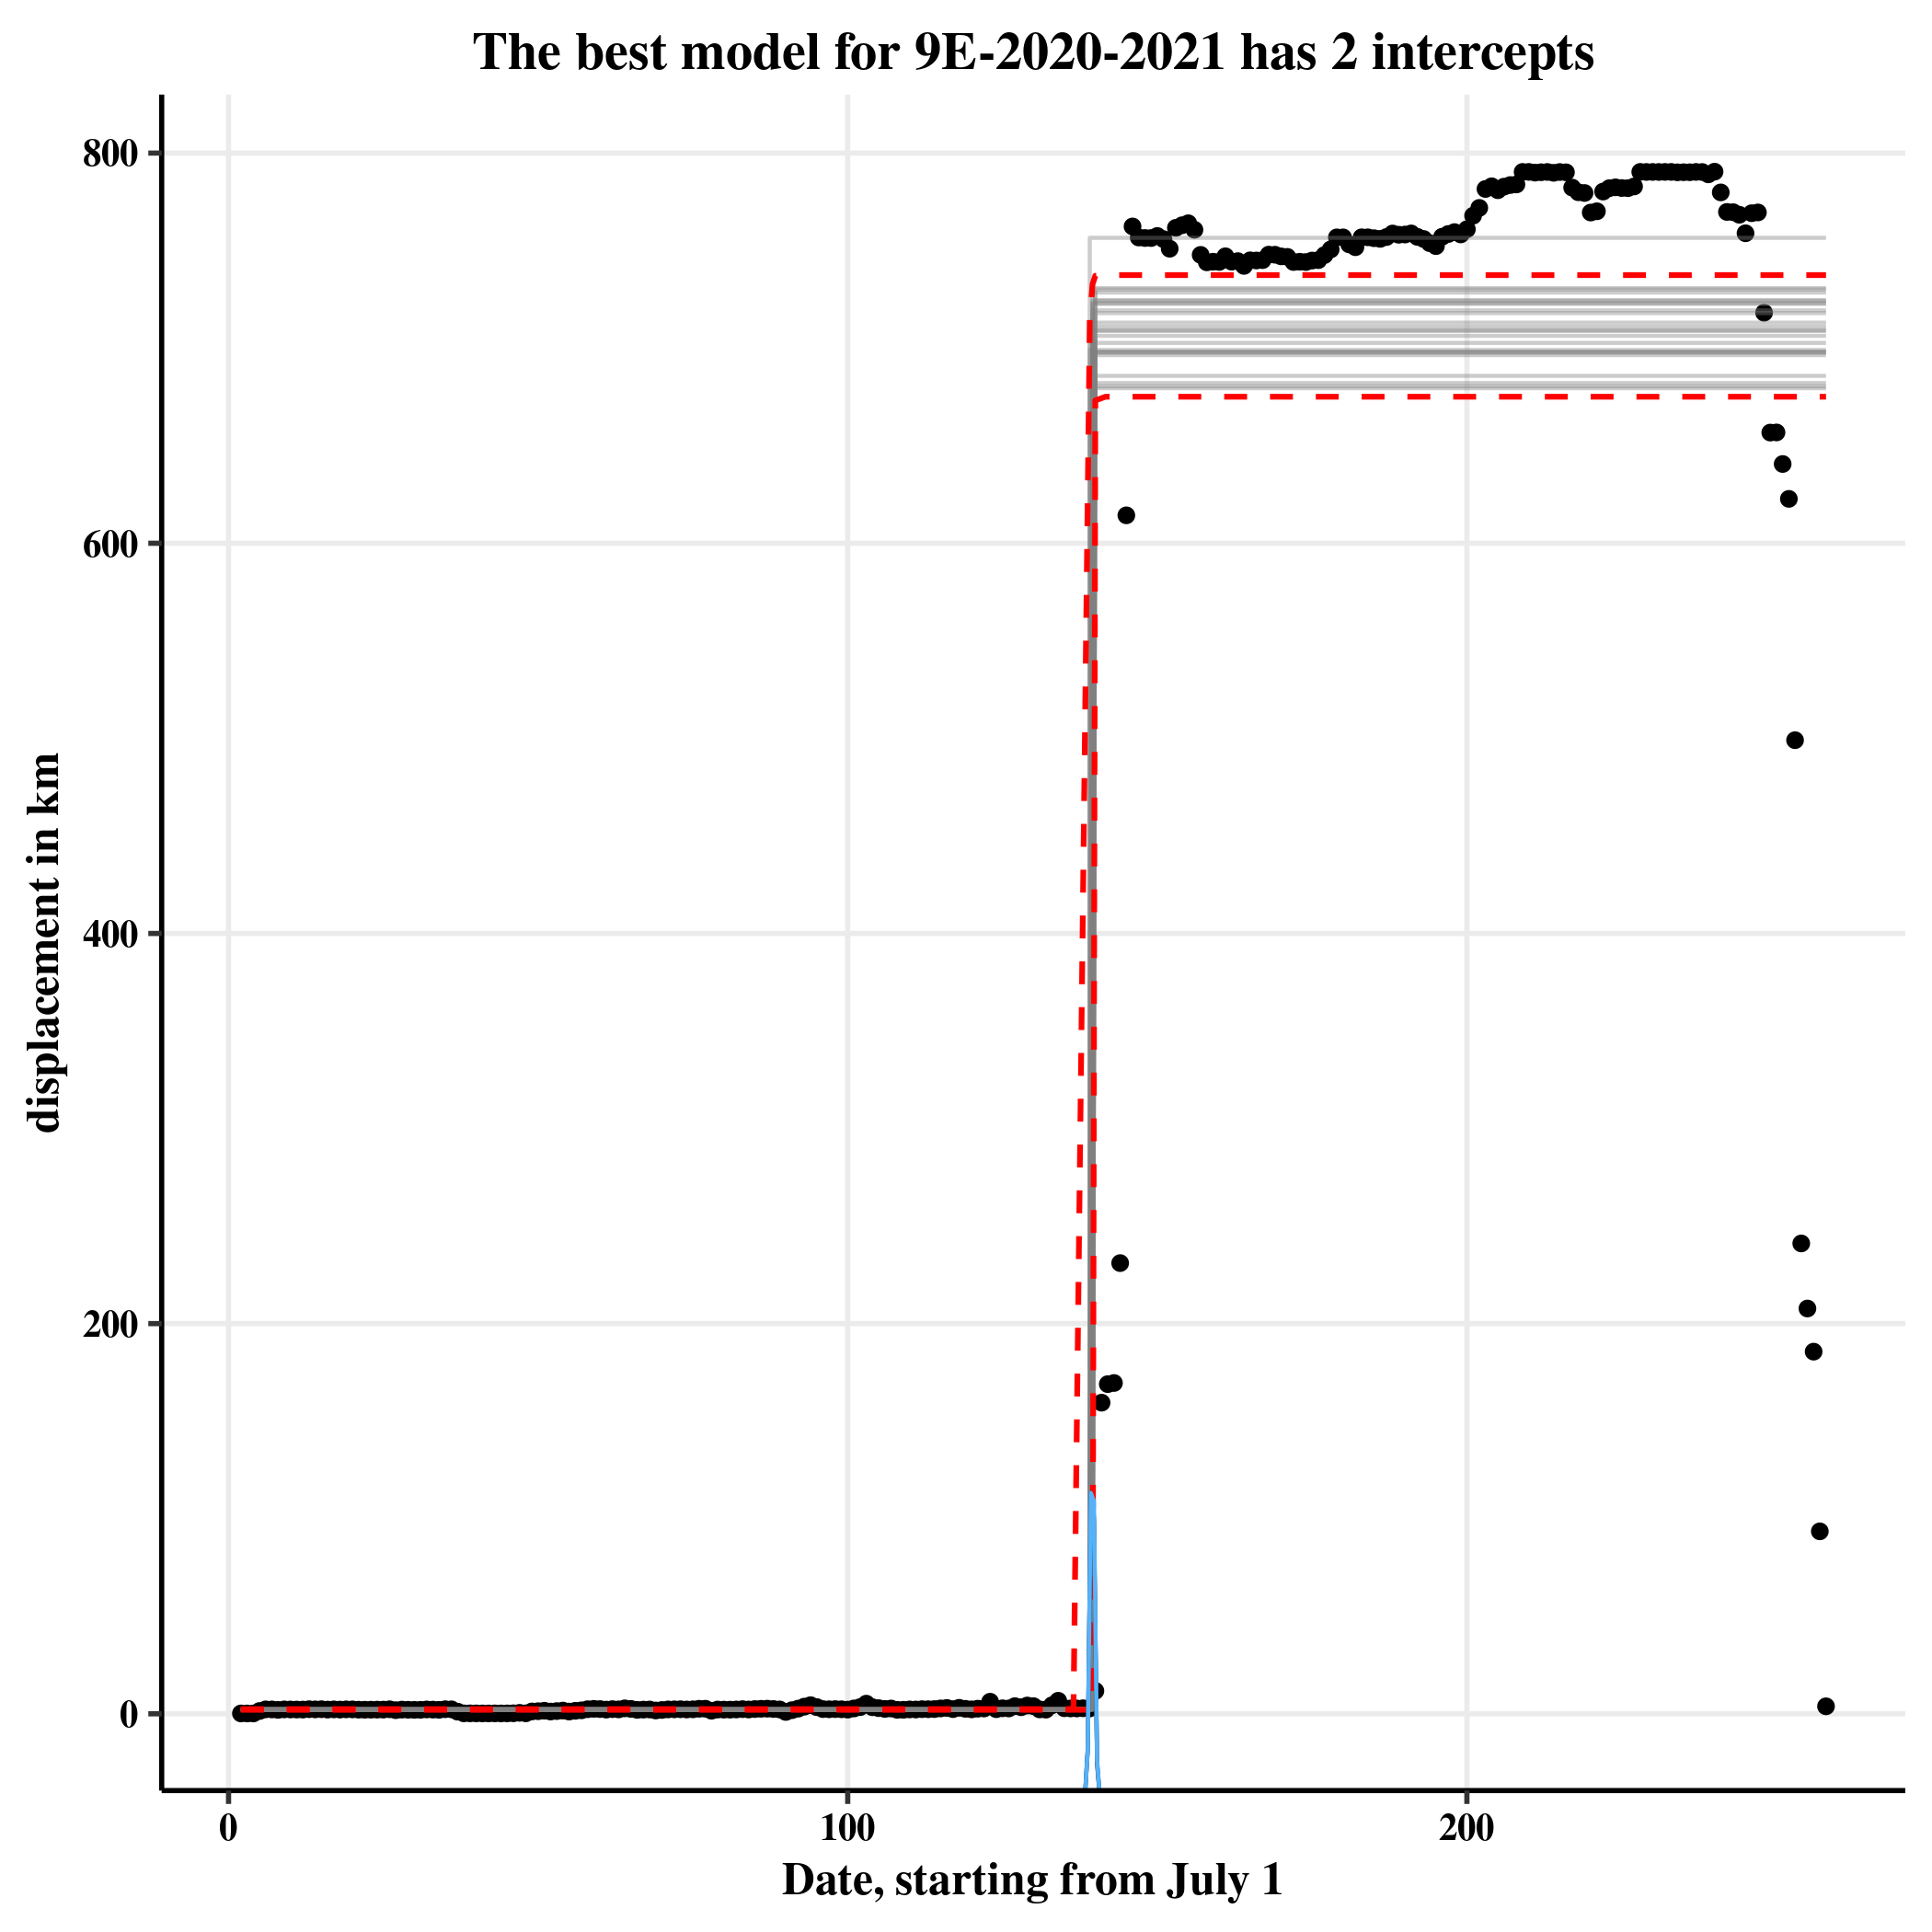 The best model for 9E-2020-2021 has 2 intercepts
800
600
400
200
0
displacement in km
0 100 200
Date, starting from July 1